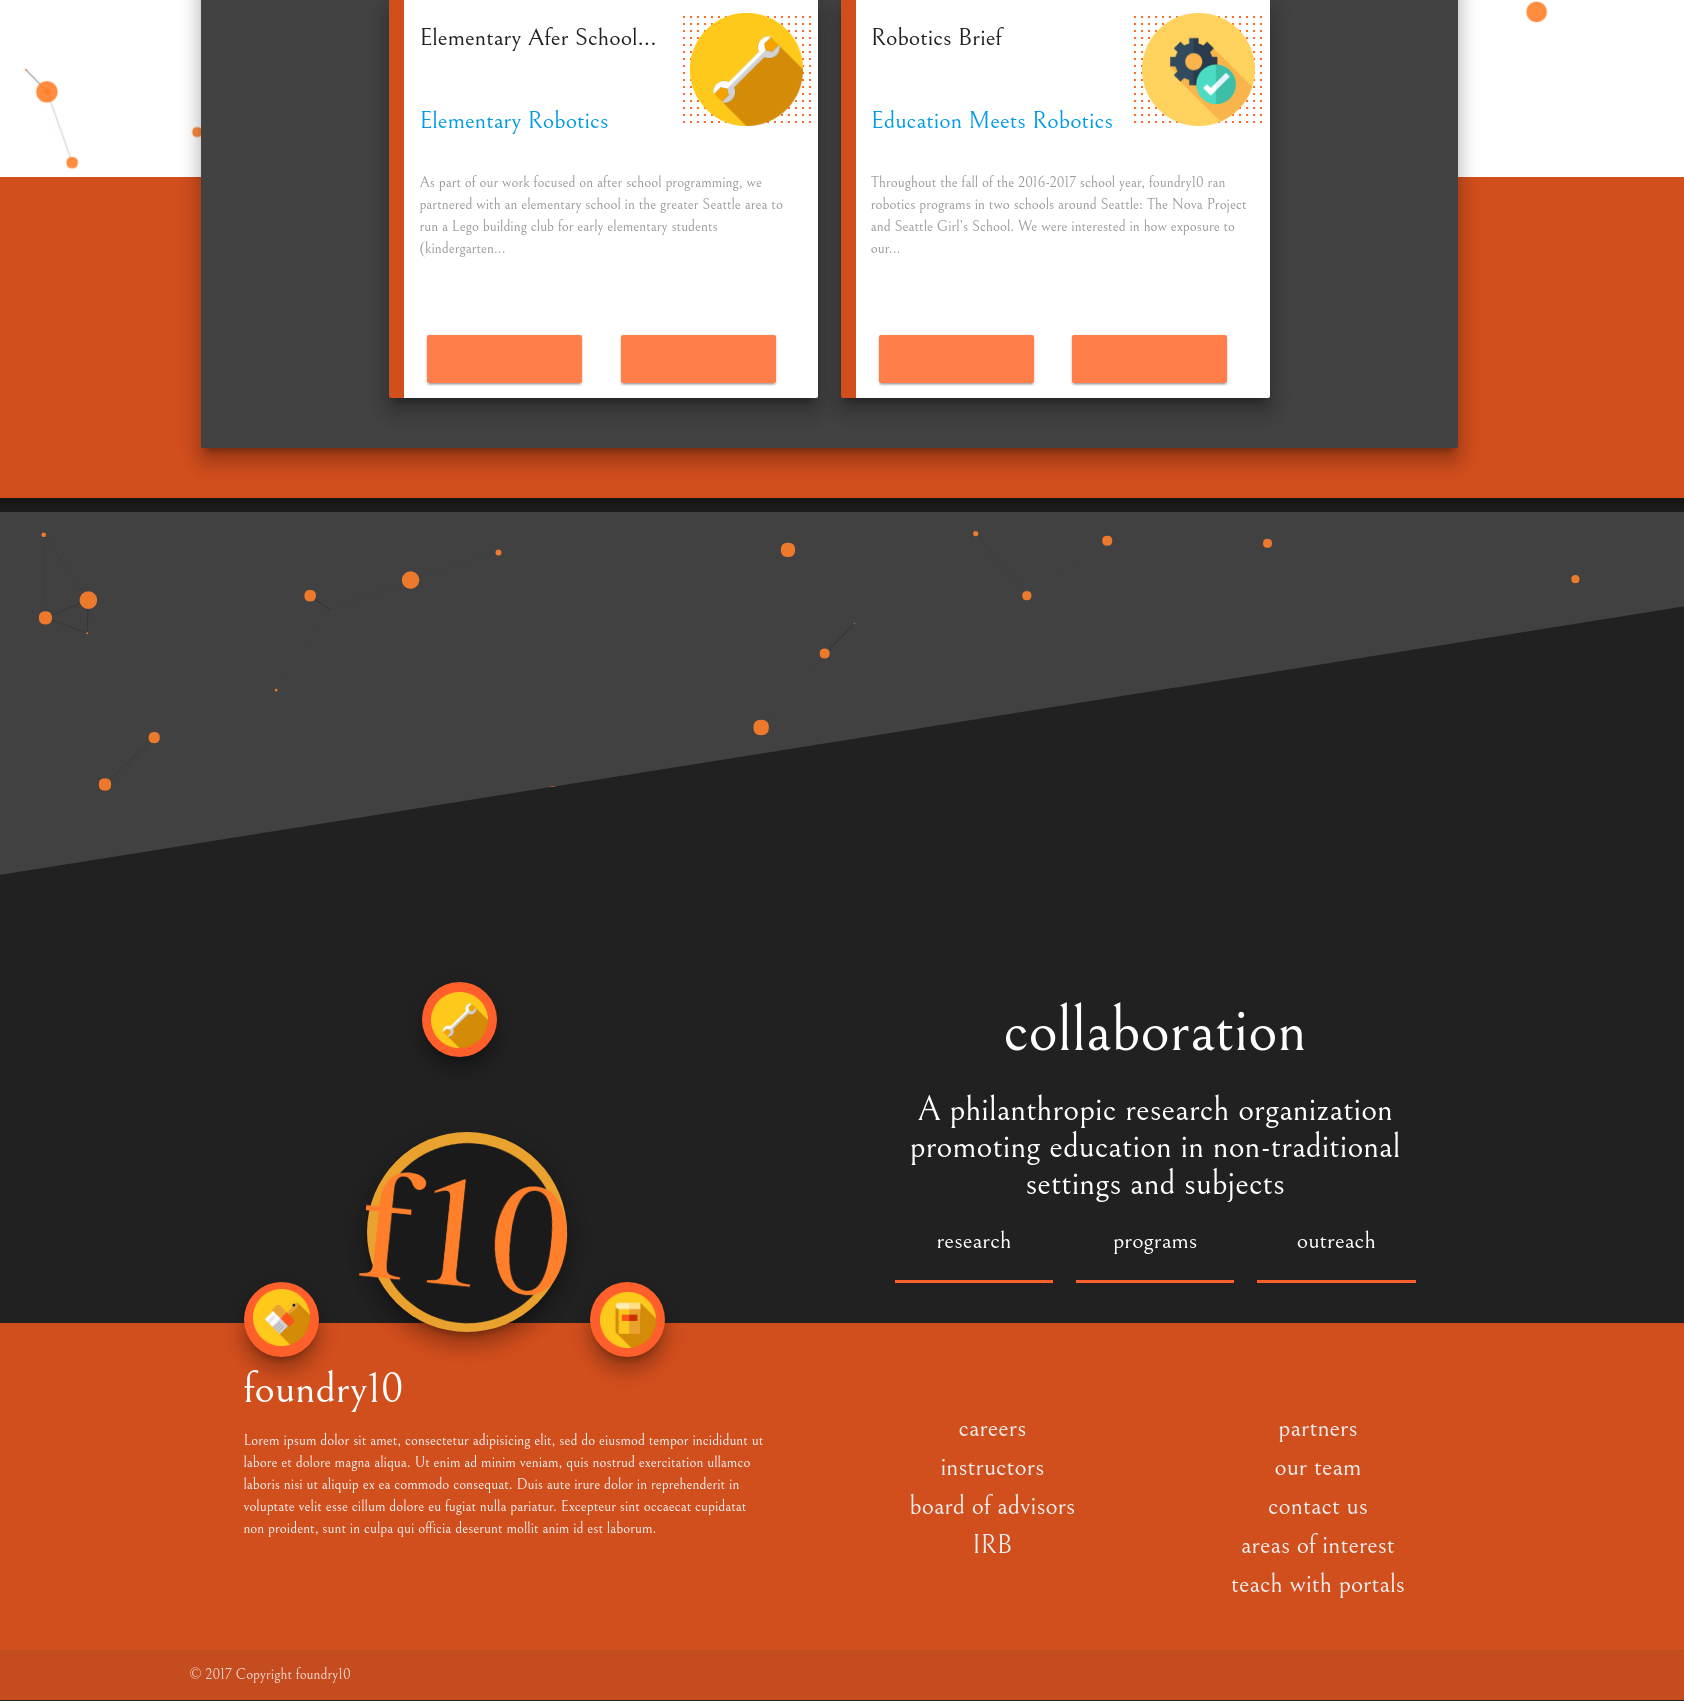 Elementary Afer School...
Elementary Robotics
As part of our work focused on after school programming, we
partnered with an elementary school in the greater Seattle area to
run a Lego building club for early elementary students
(kindergarten...
Robotics Brief
Education Meets Robotics
Throughout the fall of the 2016-2017 school year, foundry10 ran
robotics programs in two schools around Seattle: The Nova Project
and Seattle Girl's School. We were interested in how exposure to
our...
f10
collaboration
A philanthropic research organization
promoting education in non-traditional
settings and subjects
research
programs
outreach
foundry10
Lorem ipsum dolor sit amet, consectetur adipisicing elit, sed do eiusmod tempor incididunt ut
labore et dolore magna aliqua. Ut enim ad minim veniam, quis nostrud exercitation ullamco
laboris nisi ut aliquip ex ea commodo consequat. Duis aute irure dolor in reprehenderit in
voluptate velit esse cillum dolore eu fugiat nulla pariatur. Excepteur sint occaecat cupidatat
non proident, sunt in culpa qui officia deserunt mollit anim id est laborum.
careers
instructors
board of advisors
IRB
partners
our team
contact us
areas of interest
teach with portals
© 2017 Copyright foundry10